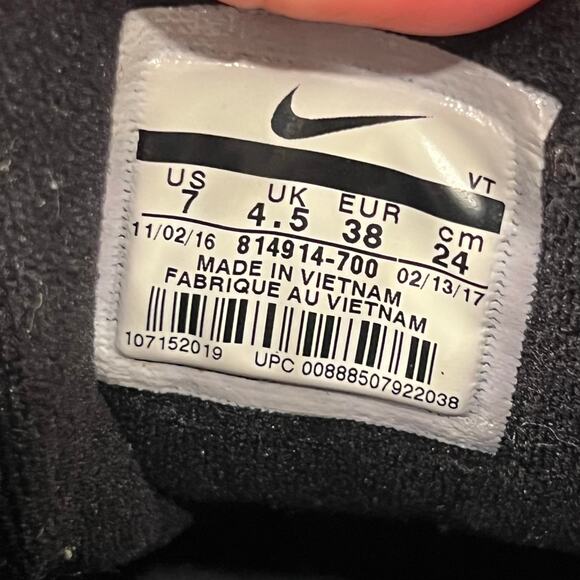 VT
US UK EUR cm
7 4.5 38 24
11/02/16 814914-700 02/13/17
MADE IN VIETNAM
FABRIQUE AU VIETNAM
107152019 UPC 00888507922038